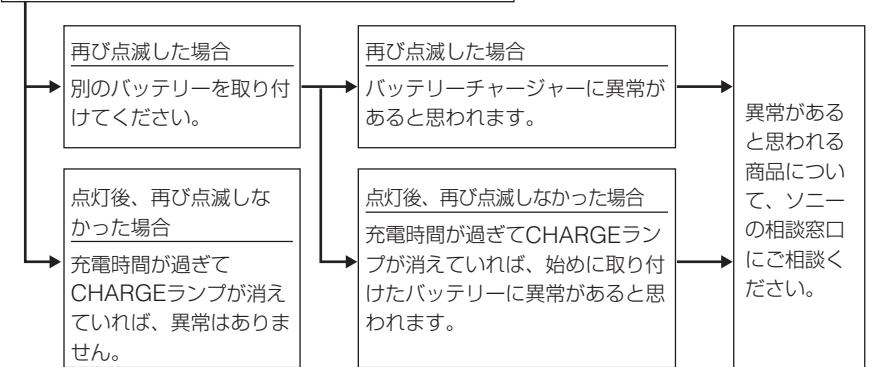 再び点滅した場合
別のバッテリーを取り付
けてください。
再び点滅した場合
バッテリーチャージャーに異常が
あると思われます。
点灯後、再び点滅しな
かった場合
充電時間が過ぎて
CHARGEランプが消え
ていれば、異常はありま
せん。
点灯後、再び点滅しなかった場合
充電時間が過ぎてCHARGEラン
プが消えていれば、始めに取り付
けたバッテリーに異常があると思
われます。
異常がある
と思われる
商品につい
て、ソニー
の相談窓口
にご相談く
ださい。